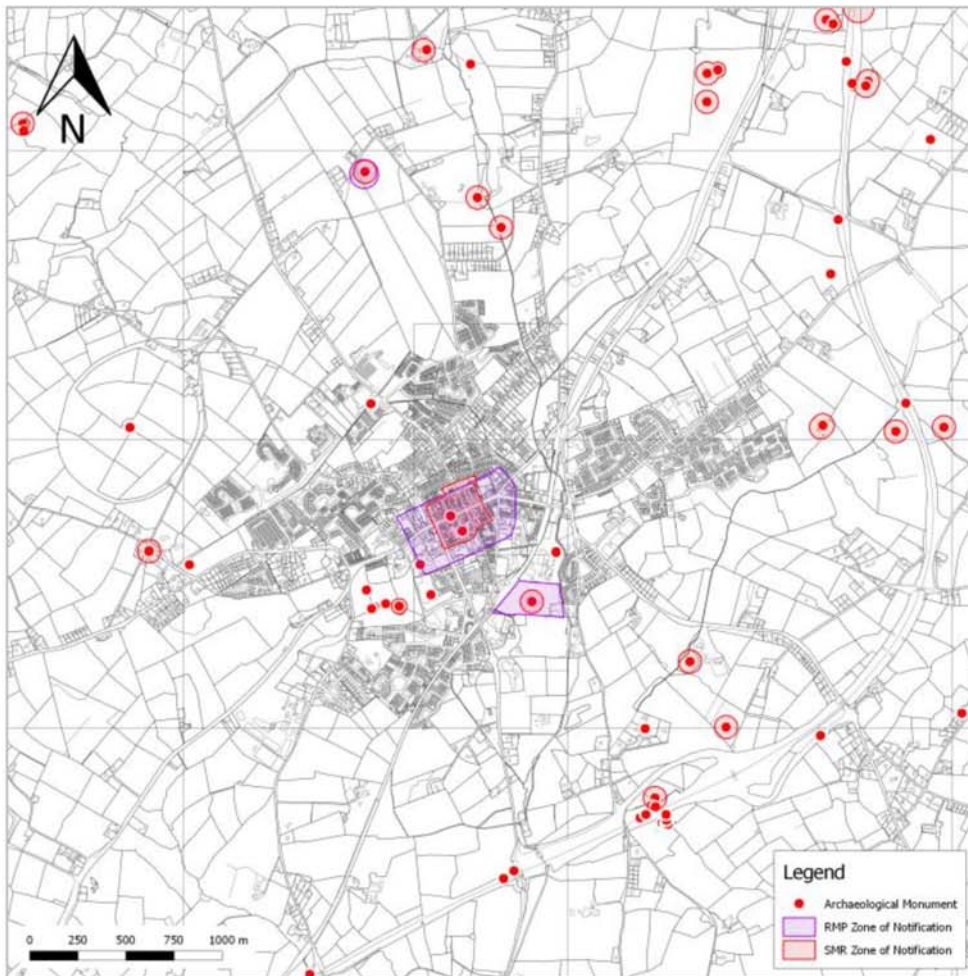 N
Legend
Archaeological Monument
RMP Zone of Notification
SMR Zone of Notification
0 250 500 750 1000 m